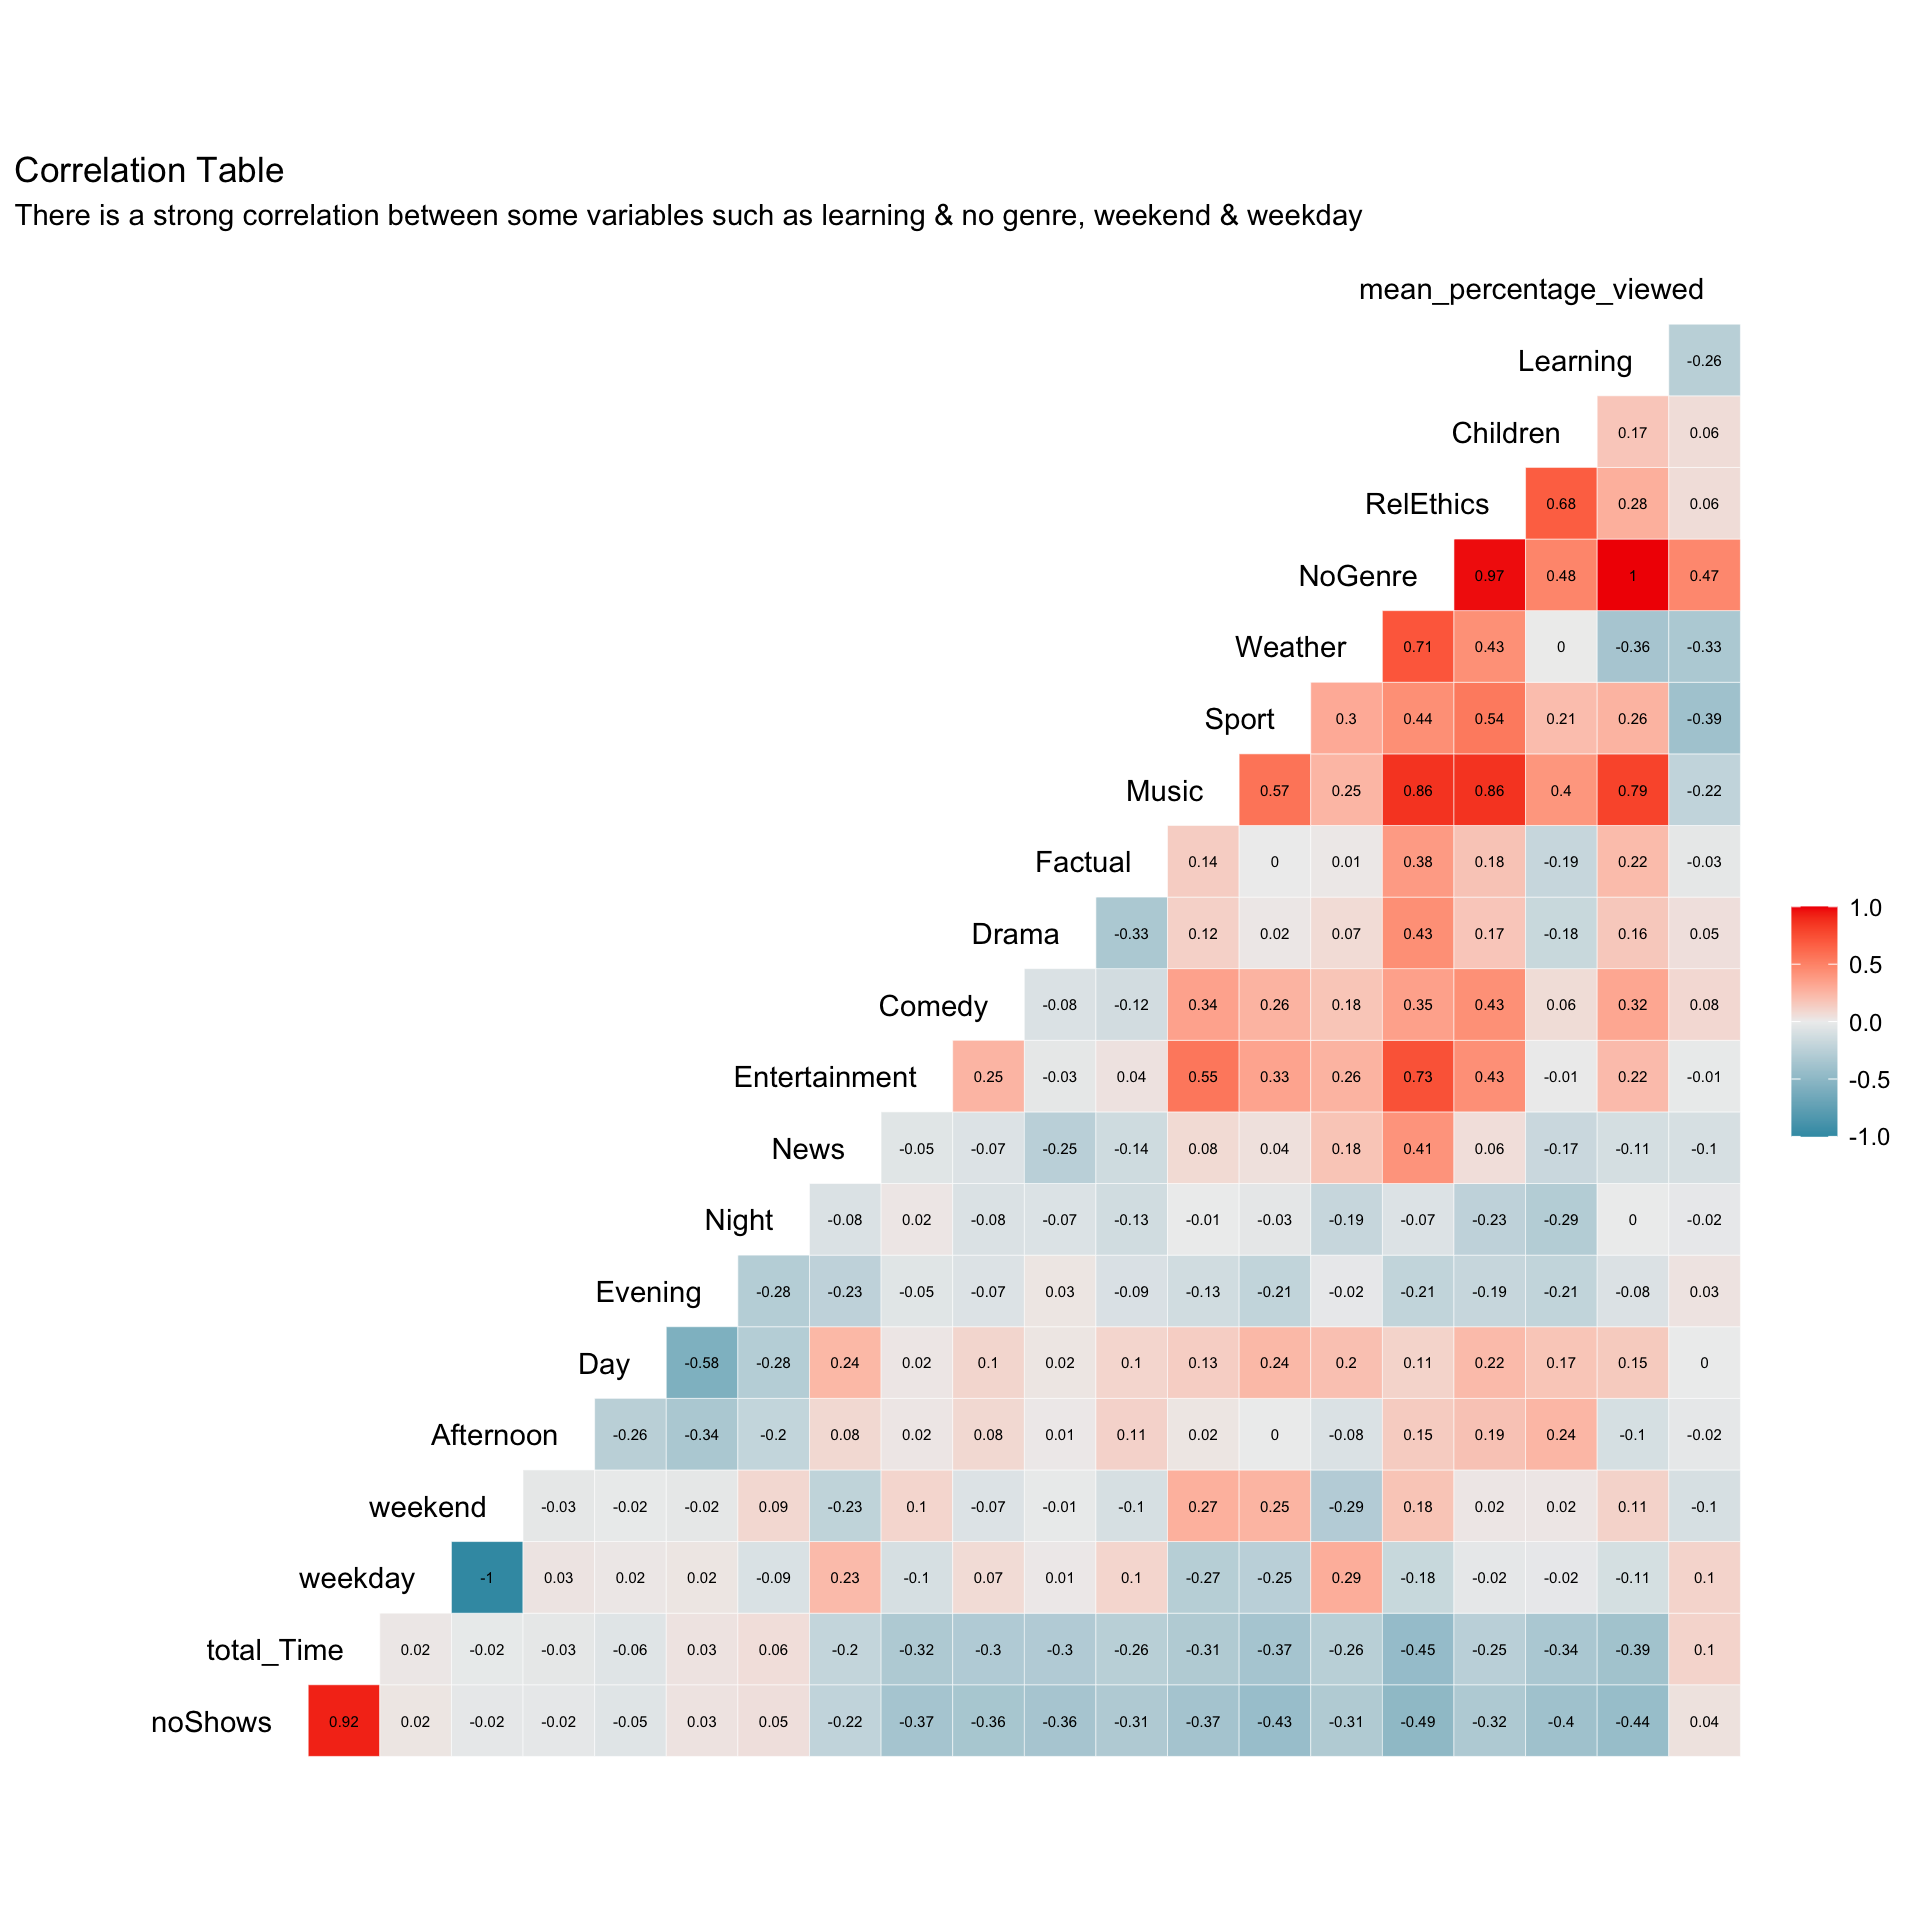 Correlation Table
There is a strong correlation between some variables such as learning & no genre, weekend & weekday
mean_percentage_viewed
Learning -0.26
Children 0.17 0.06
RelEthics 0.68 0.28 0.06
NoGenre 0.97 0.48 1 0.47
Weather 0.71 0.43 0 -0.36 -0.33
Sport 0.3 0.44 0.54 0.21 0.26 -0.39
Music 0.57 0.25 0.86 0.86 0.4 0.79 -0.22
Factual 0.14 0 0.01 0.38 0.18 -0.19 0.22 -0.03
Drama -0.33 0.12 0.02 0.07 0.43 0.17 -0.18 0.16 0.05
Comedy -0.08 -0.12 0.34 0.26 0.18 0.35 0.43 0.06 0.32 0.08
Entertainment 0.25 -0.03 0.04 0.55 0.33 0.26 0.73 0.43 -0.01 0.22 -0.01
News -0.05 -0.07 -0.25 -0.14 0.08 0.04 0.18 0.41 0.06 -0.17 -0.11 -0.1
Night -0.08 0.02 -0.08 -0.07 -0.13 -0.01 -0.03 -0.19 -0.07 -0.23 -0.29 0 -0.02
Evening -0.28 -0.23 -0.05 -0.07 0.03 -0.09 -0.13 -0.21 -0.02 -0.21 -0.19 -0.21 -0.08 0.03
Day -0.58 -0.28 0.24 0.02 0.1 0.02 0.1 0.13 0.24 0.2 0.11 0.22 0.17 0.15 0
Afternoon -0.26 -0.34 -0.2 0.08 0.02 0.08 0.01 0.11 0.02 0 -0.08 0.15 0.19 0.24 -0.1 -0.02
weekend -0.03 -0.02 -0.02 0.09 -0.23 0.1 -0.07 -0.01 -0.1 0.27 0.25 -0.29 0.18 0.02 0.02 0.11 -0.1
weekday -1 0.03 0.02 0.02 -0.09 0.23 -0.1 0.07 0.01 0.1 -0.27 -0.25 0.29 -0.18 -0.02 -0.02 -0.11 0.1
total_Time 0.02 -0.02 -0.03 -0.06 0.03 0.06 -0.2 -0.32 -0.3 -0.3 -0.26 -0.31 -0.37 -0.26 -0.45 -0.25 -0.34 -0.39 0.1
noShows 0.92 0.02 -0.02 -0.02 -0.05 0.03 0.05 -0.22 -0.37 -0.36 -0.36 -0.31 -0.37 -0.43 -0.31 -0.49 -0.32 -0.4 -0.44 0.04
1.0
0.5
0.0
-0.5
-1.0